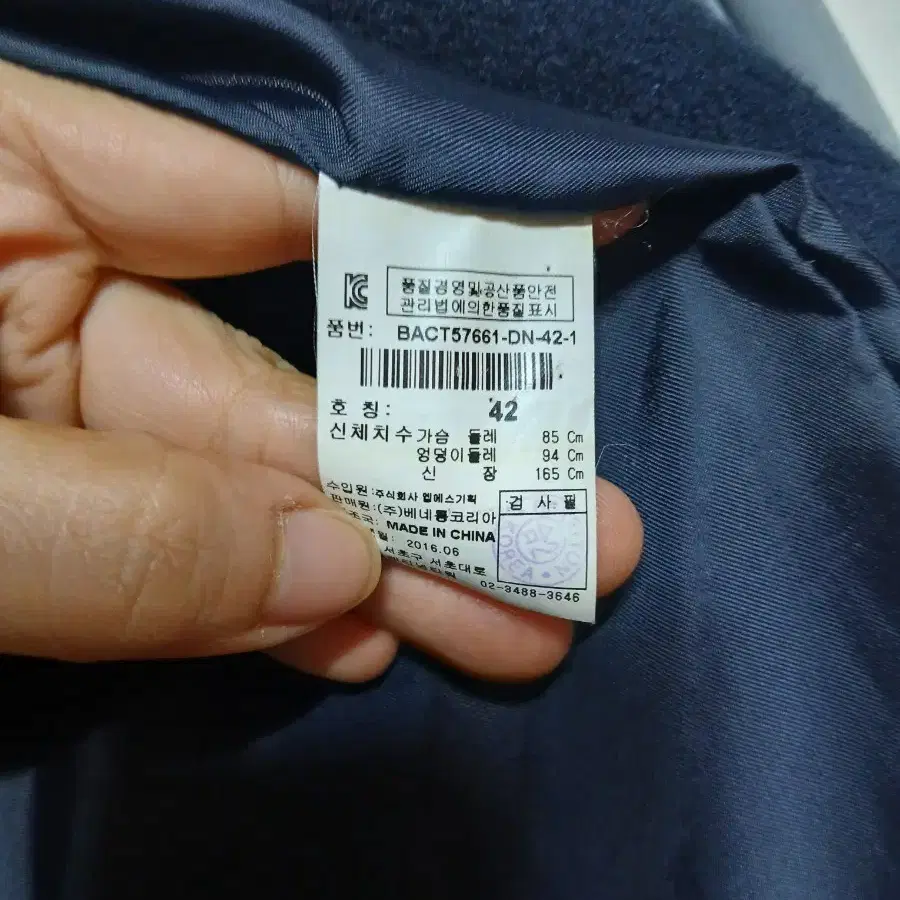 품질경영및공산품안전
관리법에의한품질표시
품번: BACT57661-DN-42-1
호 칭: 42
신체치수 가슴 둘레 85 Cm
엉덩이둘레 94 Cm
신 장 165 Cm
수입원:주식회사 엡에스기획
판매원:(주)베네통코리아
조국: MADE IN CHINA
2016.06
서초구 서초대로
02-3488-3646
검 사 필
KOREA